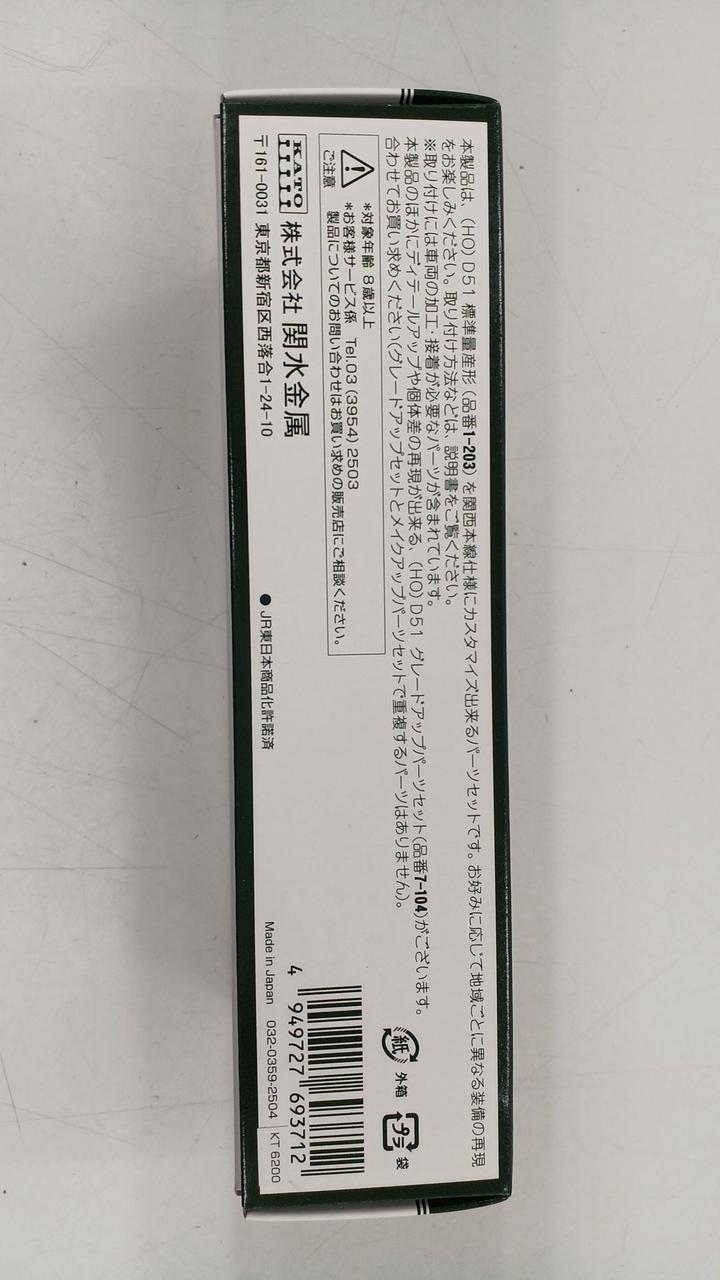 本製品は、(HO) D51 標準量産形 (品番1-203) を関西本線仕様にカスタマイズ出来るパーツセットです。お好みに応じて地域ごとに異なる装備の再現
をお楽しみください。取り付け方法などは、説明書をご覧ください。
※取り付けには車両の加工・接着が必要なパーツが含まれています。
本製品のほかにディテールアップや個体差の再現が出来る、(HO) D51 グレードアップパーツセット(品番7-104)がございます。
合わせてお買い求めください(グレードアップセットとメイクアップパーツセットで重複するパーツはありません)。
ご注意
*対象年齢 8歳以上
*お客様サービス係 Tel.03 (3954) 2503
製品についてのお問い合わせはお買い求めの販売店にご相談ください。
KATO 株式会社 関水金属
〒161-0031 東京都新宿区西落合1-24-10
●JR東日本商品化許諾済
紙 外箱
プラ 袋
4 949727 693712
Made in Japan 032-0359-2504 KT 6200